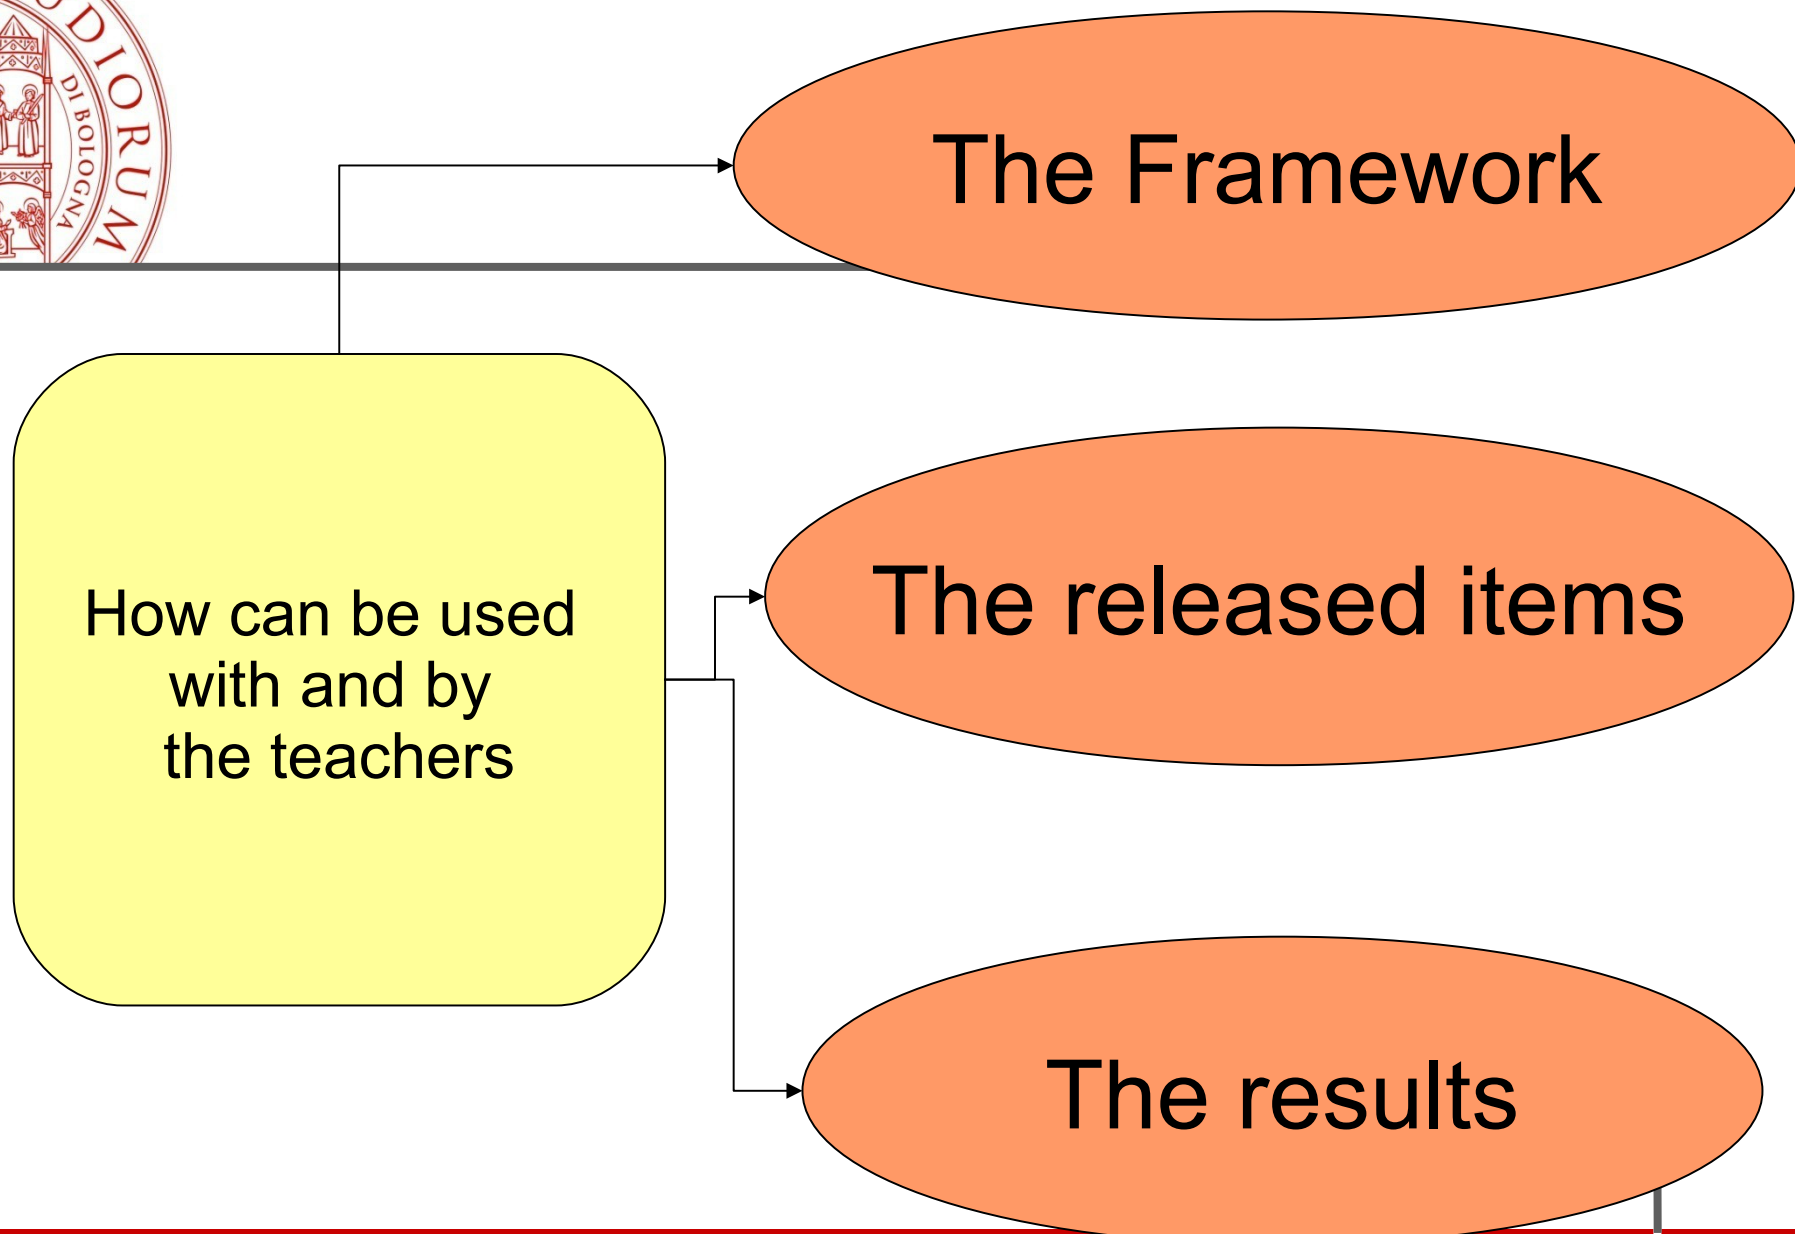 DIORUM
DI BOLOGNA
The Framework
How can be used
with and by
the teachers
The released items
The results